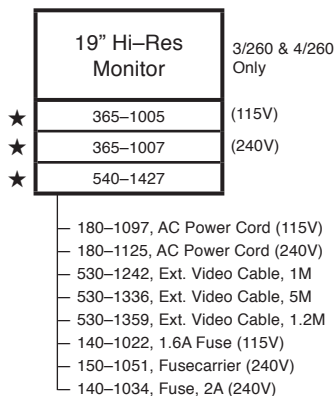 19” Hi–Res
Monitor
3/260 & 4/260
Only
★ 365–1005 (115V)
★ 365–1007 (240V)
★ 540–1427
180–1097, AC Power Cord (115V)
180–1125, AC Power Cord (240V)
530–1242, Ext. Video Cable, 1M
530–1336, Ext. Video Cable, 5M
530–1359, Ext. Video Cable, 1.2M
140–1022, 1.6A Fuse (115V)
150–1051, Fusecarrier (240V)
140–1034, Fuse, 2A (240V)